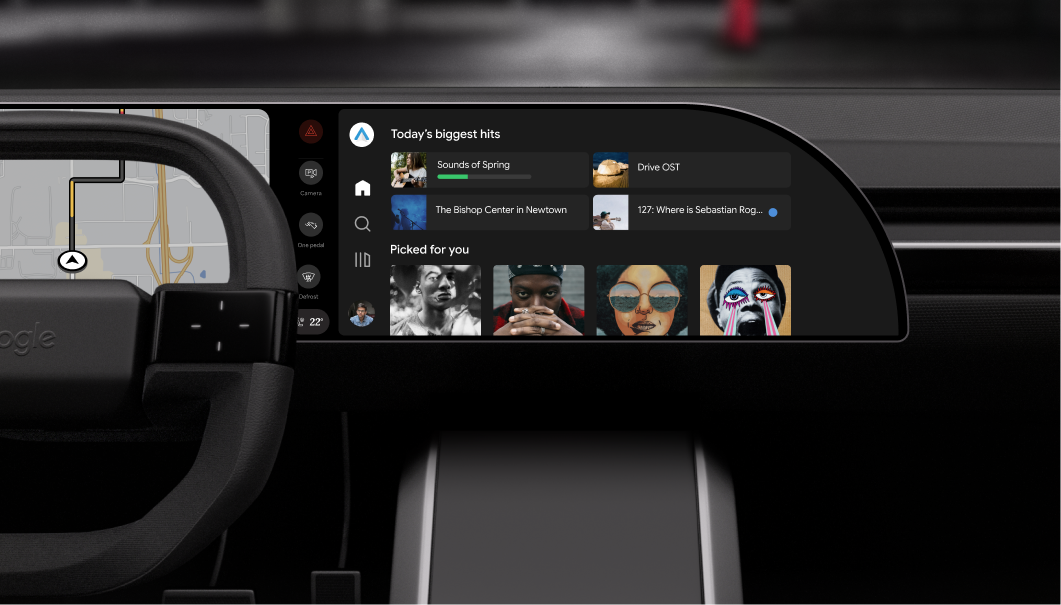 Today's biggest hits
Sounds of Spring
Drive OST
The Bishop Center in Newtown
127: Where is Sebastian Rog...
Picked for you
Camera
One pedal
Defrost
22°
ogle